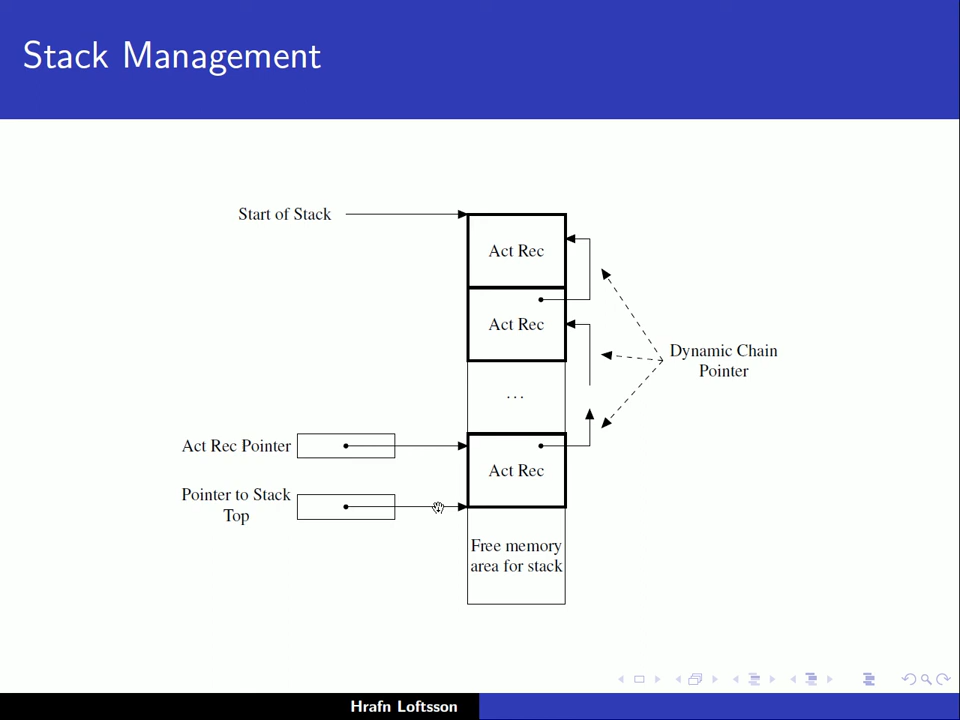 Stack Management
Start of Stack
Act Rec
Act Rec
Dynamic Chain
Pointer
...
Act Rec Pointer
Act Rec
Pointer to Stack
Top
Free memory
area for stack
Hrafn Loftsson